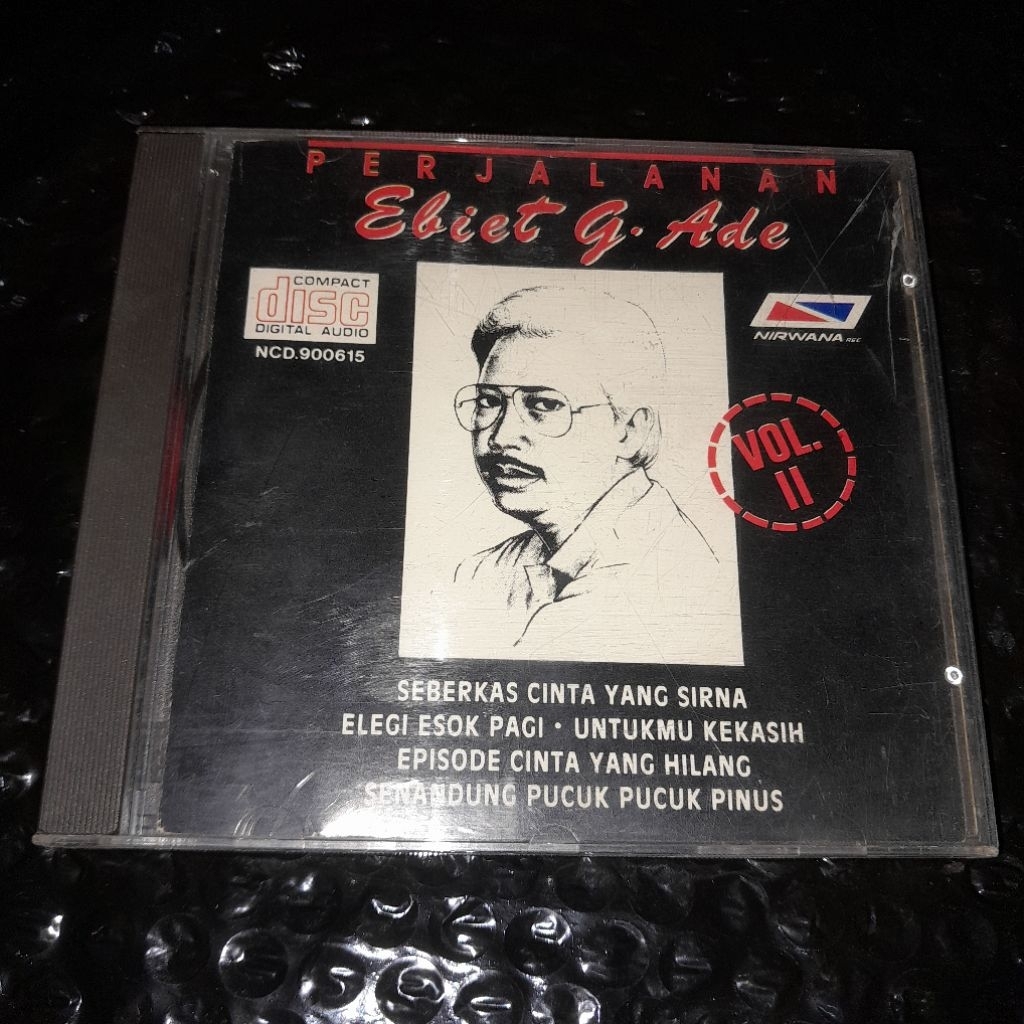 PERJALANAN
Ebiet G. Ade
COMPACT
disc
DIGITAL AUDIO
NCD.900615
NIRWANA REC
VOL.
II
SEBERKAS CINTA YANG SIRNA
ELEGI ESOK PAGI • UNTUKMU KEKASIH
EPISODE CINTA YANG HILANG
SENANDUNG PUCUK PUCUK PINUS